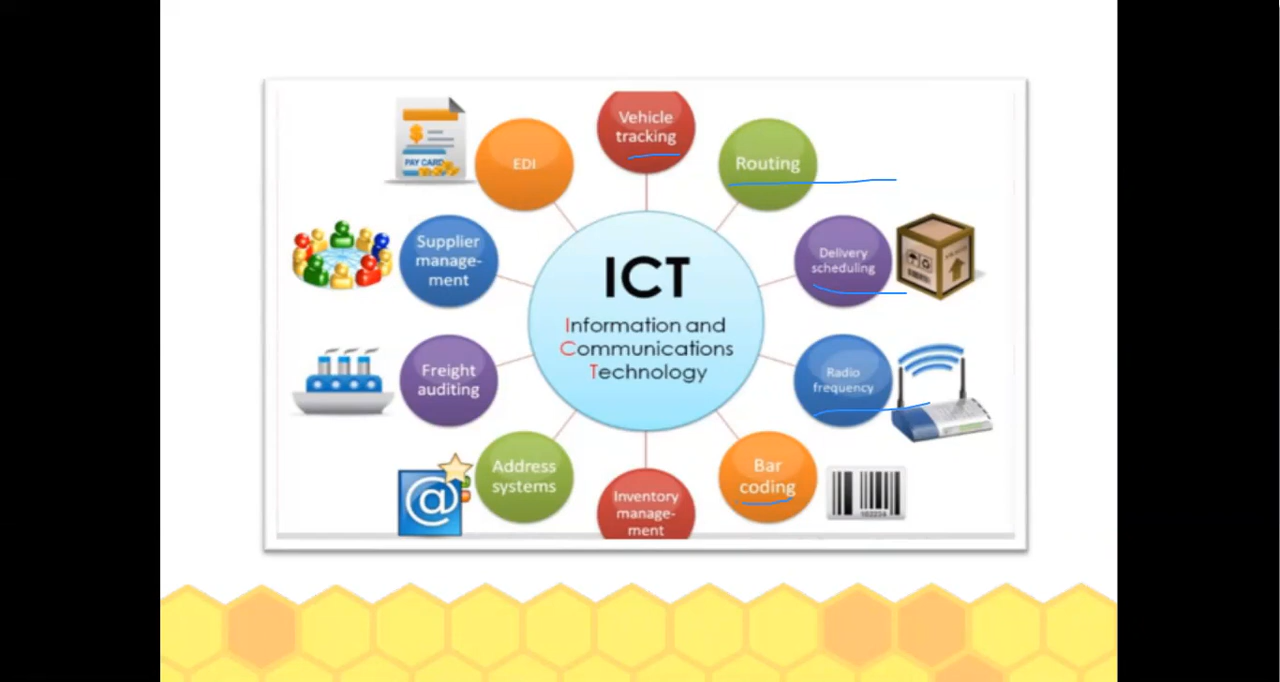 Vehicle
tracking
EDI
Routing
PAY CARD
Supplier
manage-
ment
Delivery
scheduling
ICT
Information and
Communications
Technology
Freight
auditing
Radio
frequency
Address
systems
Bar
coding
Inventory
manage-
ment
@
$